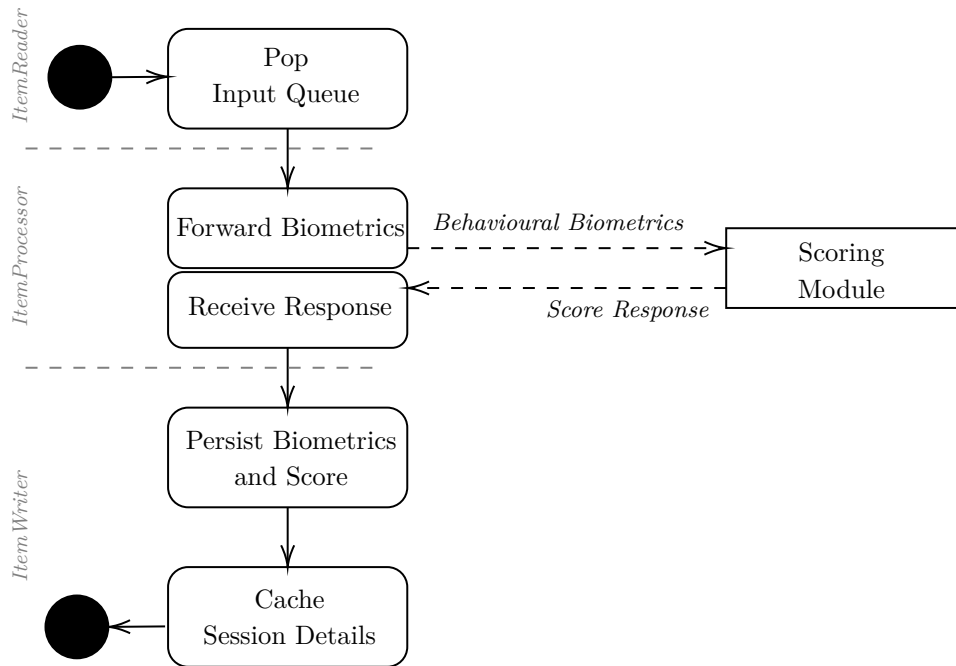 ItemReader
Pop
Input Queue
ItemProcessor
Forward Biometrics
Behavioural Biometrics
Scoring
Module
Receive Response
Score Response
ItemWriter
Persist Biometrics
and Score
Cache
Session Details